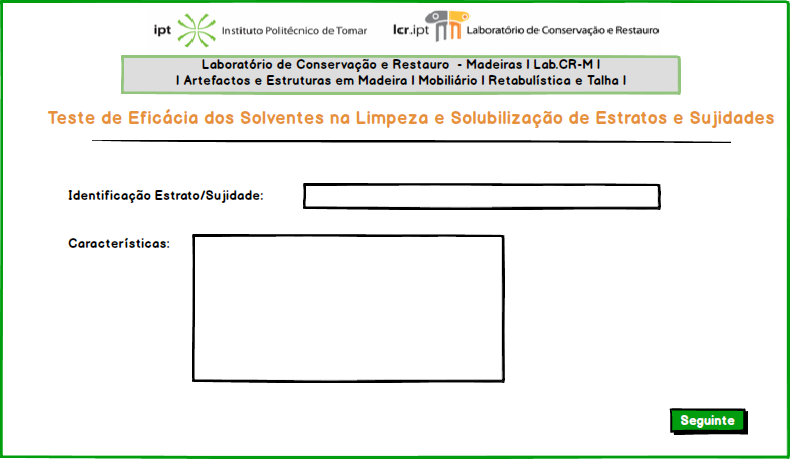 ipt Instituto Politécnico de Tomar lcr.ipt Laboratório de Conservação e Restauro
Laboratório de Conservação e Restauro - Madeiras | Lab.CR-M |
| Artefactos e Estruturas em Madeira | Mobiliário | Retabulística e Talha |
Teste de Eficácia dos Solventes na Limpeza e Solubilização de Estratos e Sujidades
Identificação Estrato/Sujidade:
Características:
Seguinte